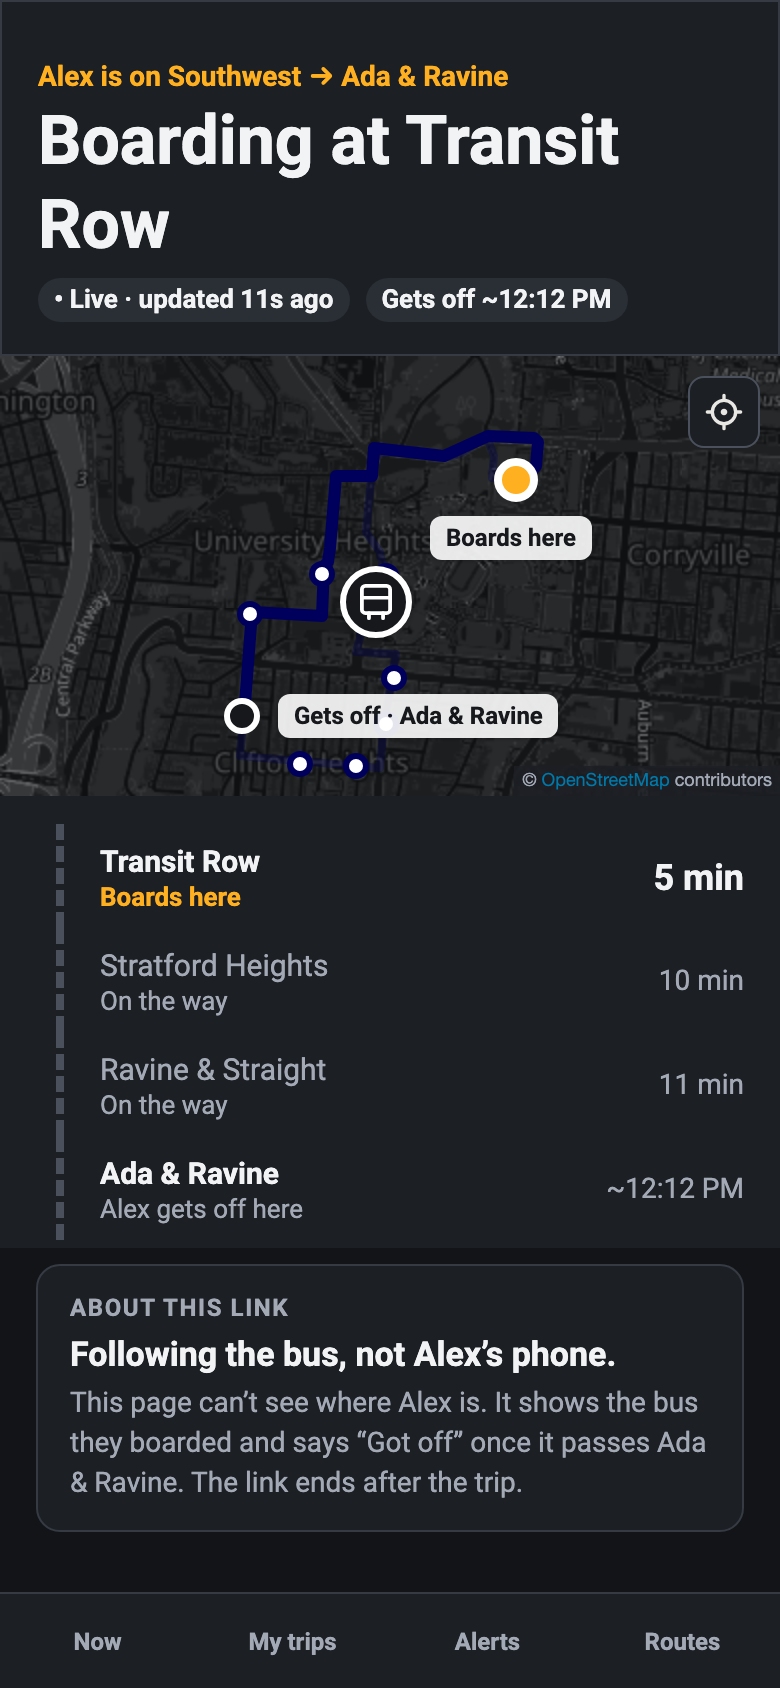 Alex is on Southwest → Ada & Ravine
Boarding at Transit
Row
• Live · updated 11s ago
Gets off ~12:12 PM
Medical
University Heights
Boards here
Corryville
3
Central Parkway
2B
Gets off · Ada & Ravine
Auburn
Clifton Heights
© OpenStreetMap contributors
Transit Row
Boards here
5 min
Stratford Heights
On the way
10 min
Ravine & Straight
On the way
11 min
Ada & Ravine
Alex gets off here
~12:12 PM
ABOUT THIS LINK
Following the bus, not Alex’s phone.
This page can’t see where Alex is. It shows the bus
they boarded and says “Got off” once it passes Ada
& Ravine. The link ends after the trip.
Now
My trips
Alerts
Routes